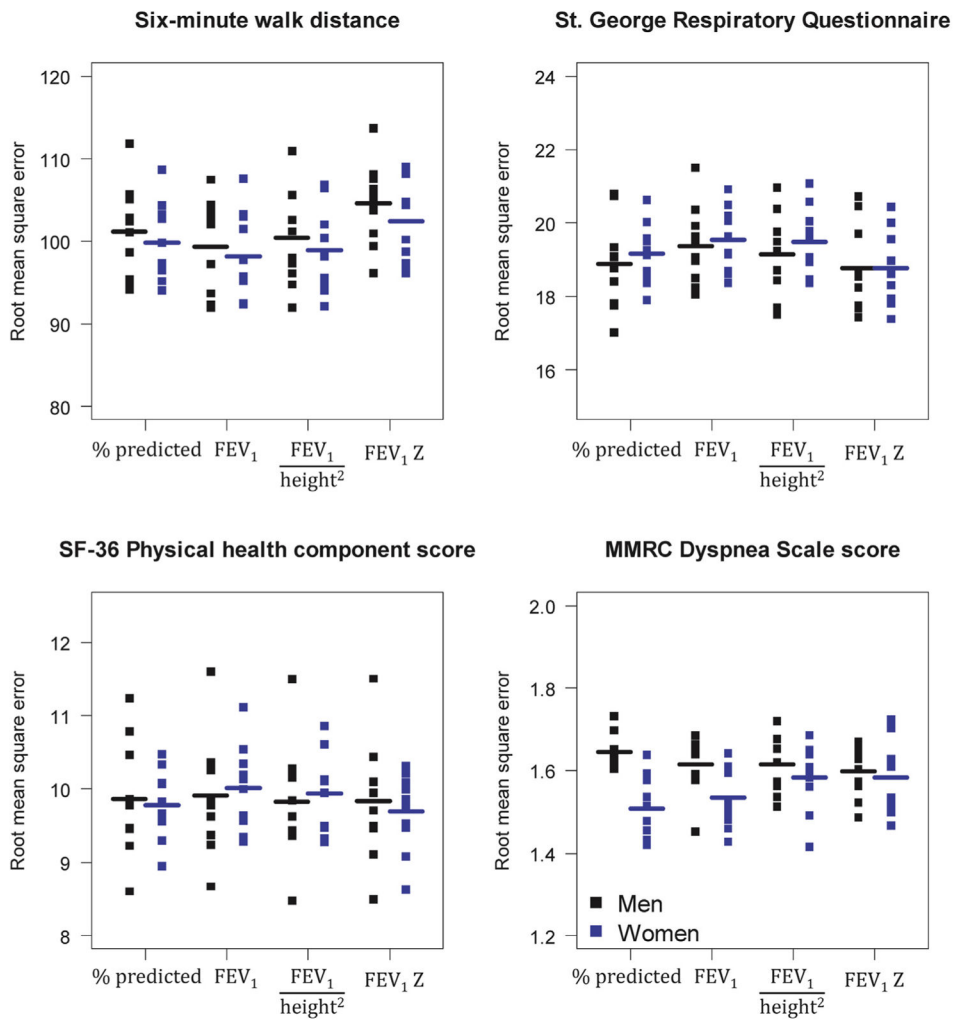 Six-minute walk distance
Root mean square error
120
110
100
90
80
% predicted FEV₁ FEV₁/height² FEV₁ Z
St. George Respiratory Questionnaire
Root mean square error
24
22
20
18
16
% predicted FEV₁ FEV₁/height² FEV₁ Z
SF-36 Physical health component score
Root mean square error
12
11
10
9
8
% predicted FEV₁ FEV₁/height² FEV₁ Z
MMRC Dyspnea Scale score
Root mean square error
2.0
1.8
1.6
1.4
1.2
Men
Women
% predicted FEV₁ FEV₁/height² FEV₁ Z